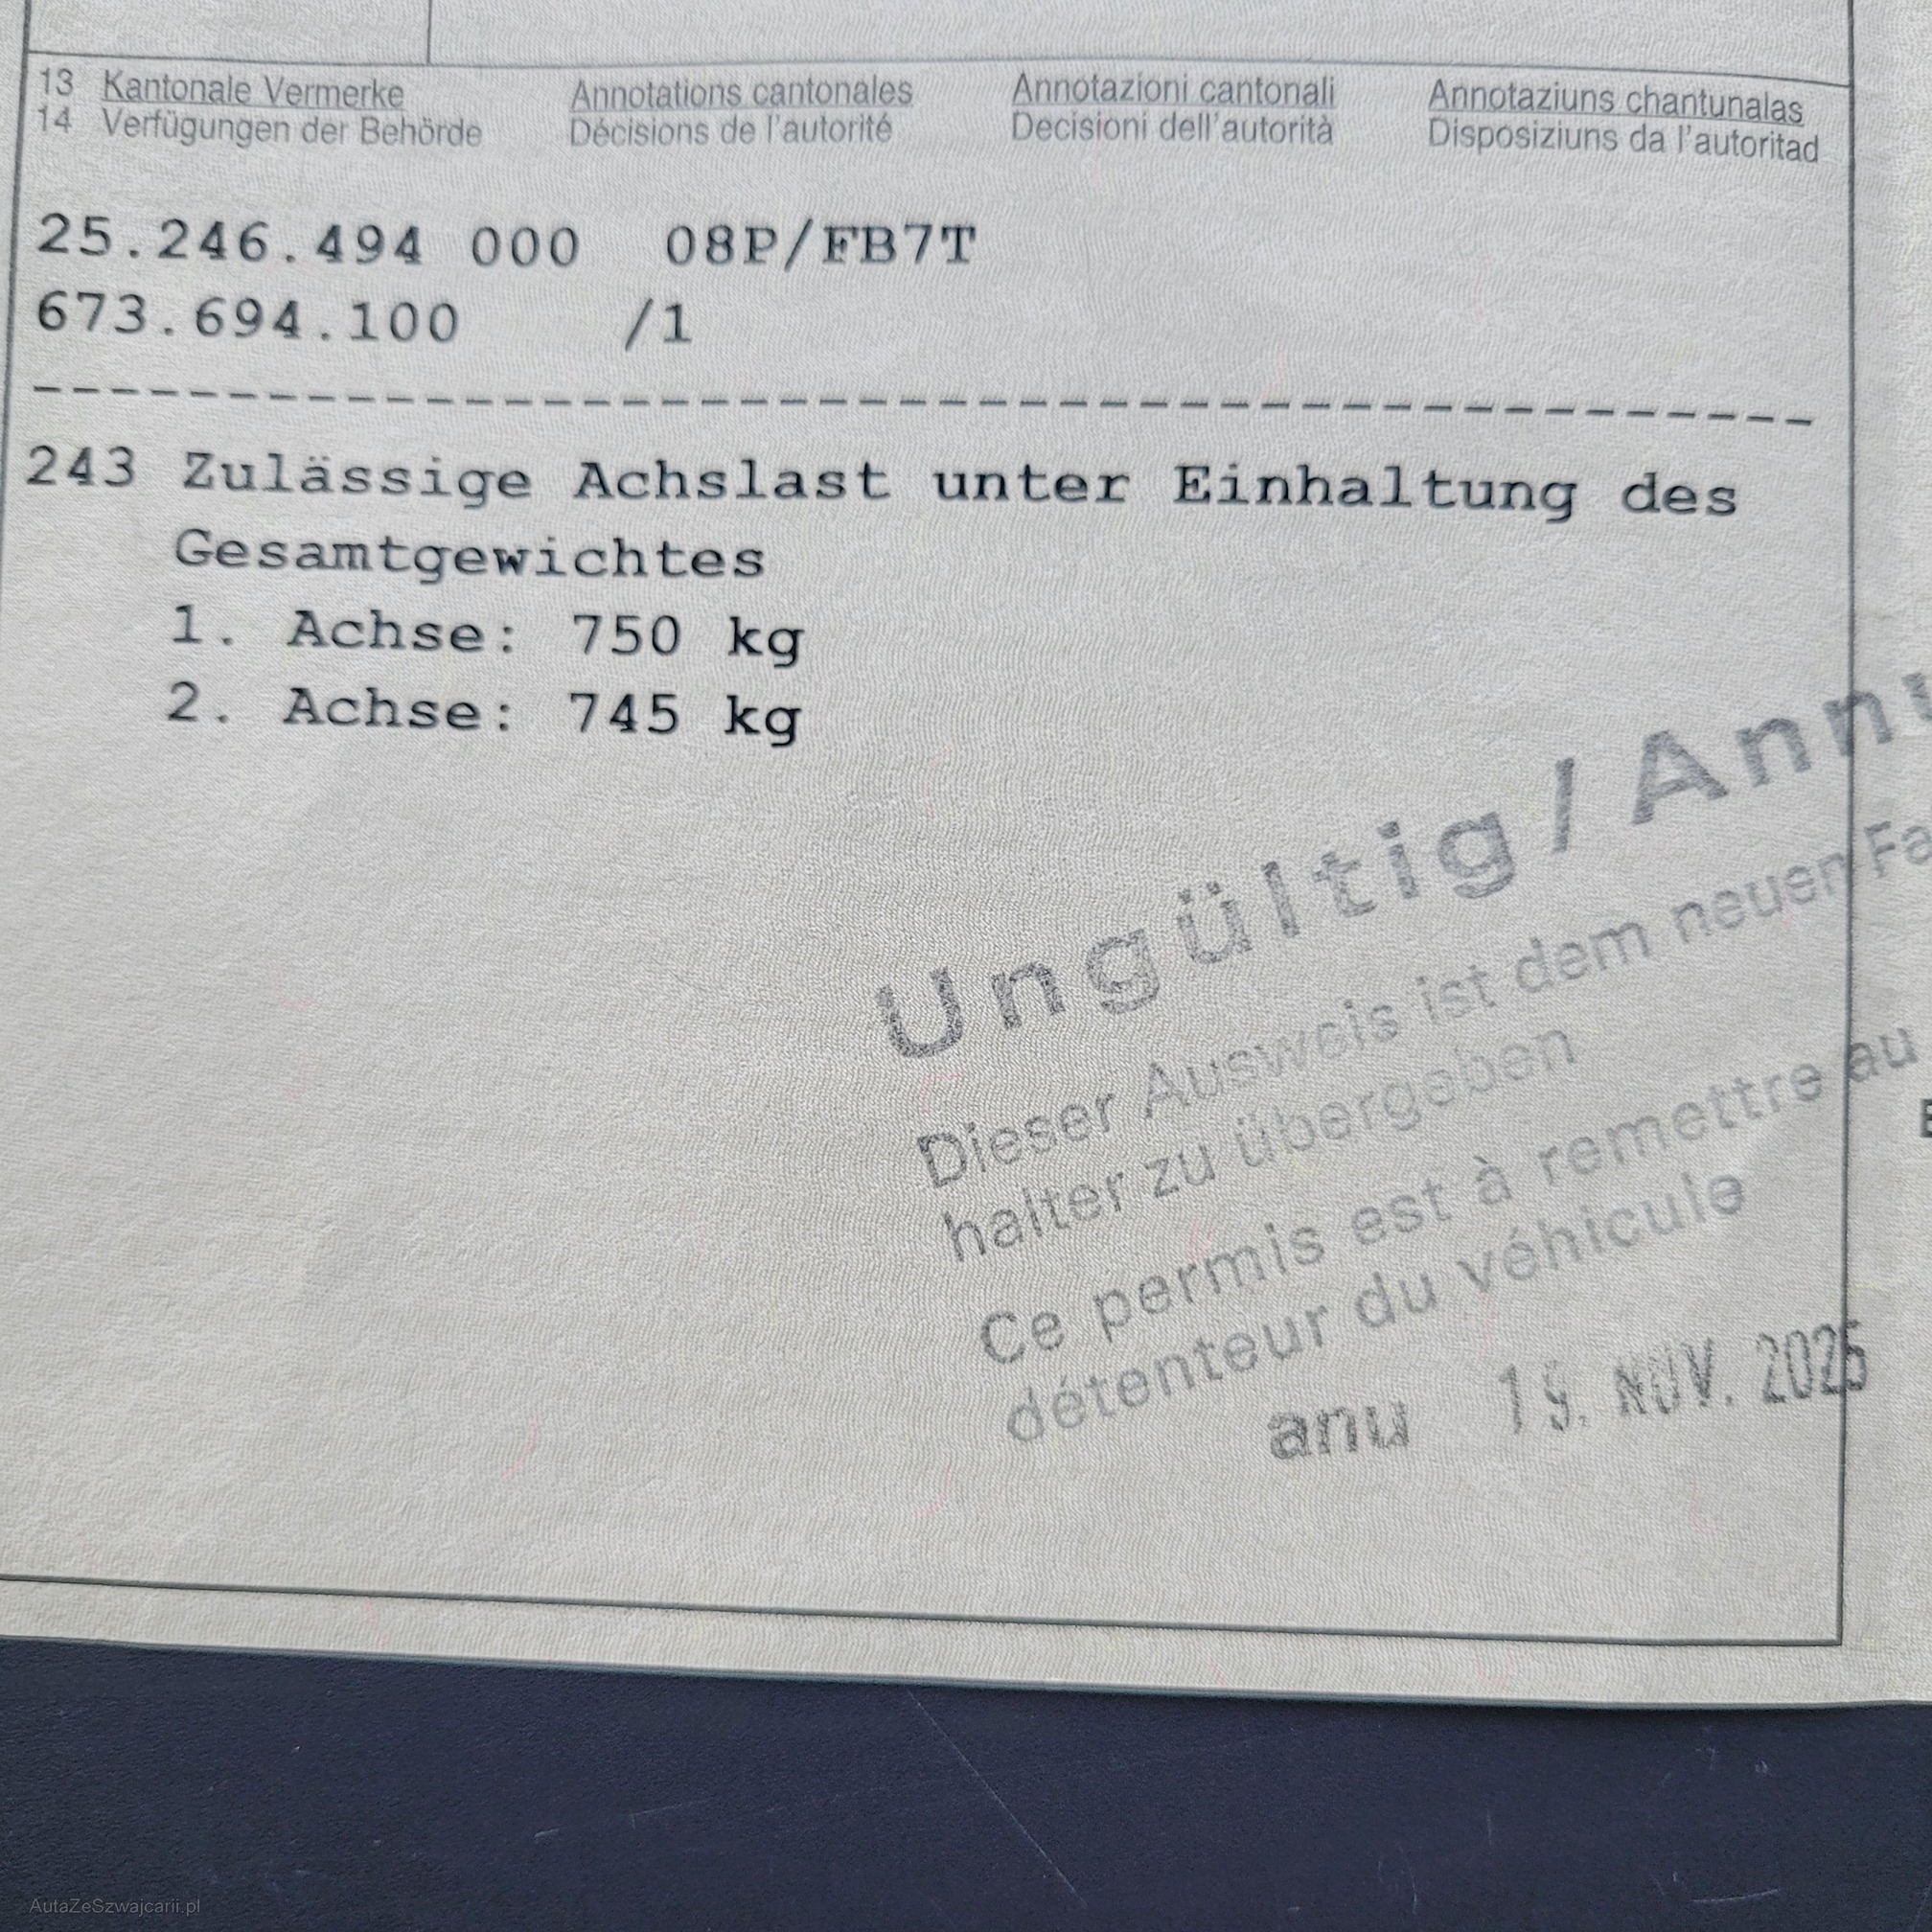 13 Kantonale Vermerke Annotations cantonales Annotazioni cantonali Annotaziuns chantunalas
14 Verfügungen der Behörde Décisions de l'autorité Decisioni dell'autorità Disposiziuns da l'autoritad
25.246.494 000 08P/FB7T
673.694.100 /1
243 Zulässige Achslast unter Einhaltung des
Gesamtgewichtes
1. Achse: 750 kg
2. Achse: 745 kg
Ungültig / Annu
Dieser Ausweis ist dem neuen Fa
halter zu übergeben
Ce permis est à remettre au
détenteur du véhicule
anu 19. NOV. 2025
AutaZeSzwajcarii.pl